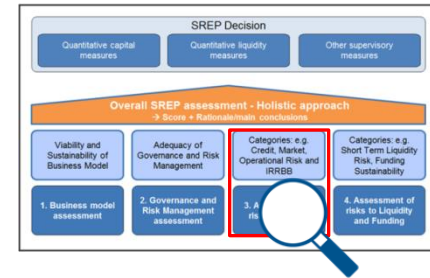 SREP Decision
Quantitative capital
measures
Quantitative liquidity
measures
Other supervisory
measures
Overall SREP assessment - Holistic approach
→ Score + Rationale/main conclusions
Viability and
Sustainability of
Business Model
Adequacy of
Governance and Risk
Management
Categories: e.g.
Credit, Market,
Operational Risk and
IRRBB
Categories: e.g.
Short Term Liquidity
Risk, Funding
Sustainability
1. Business model
assessment
2. Governance and
Risk Management
assessment
3. A
4. Assessment of
risks to Liquidity
and Funding